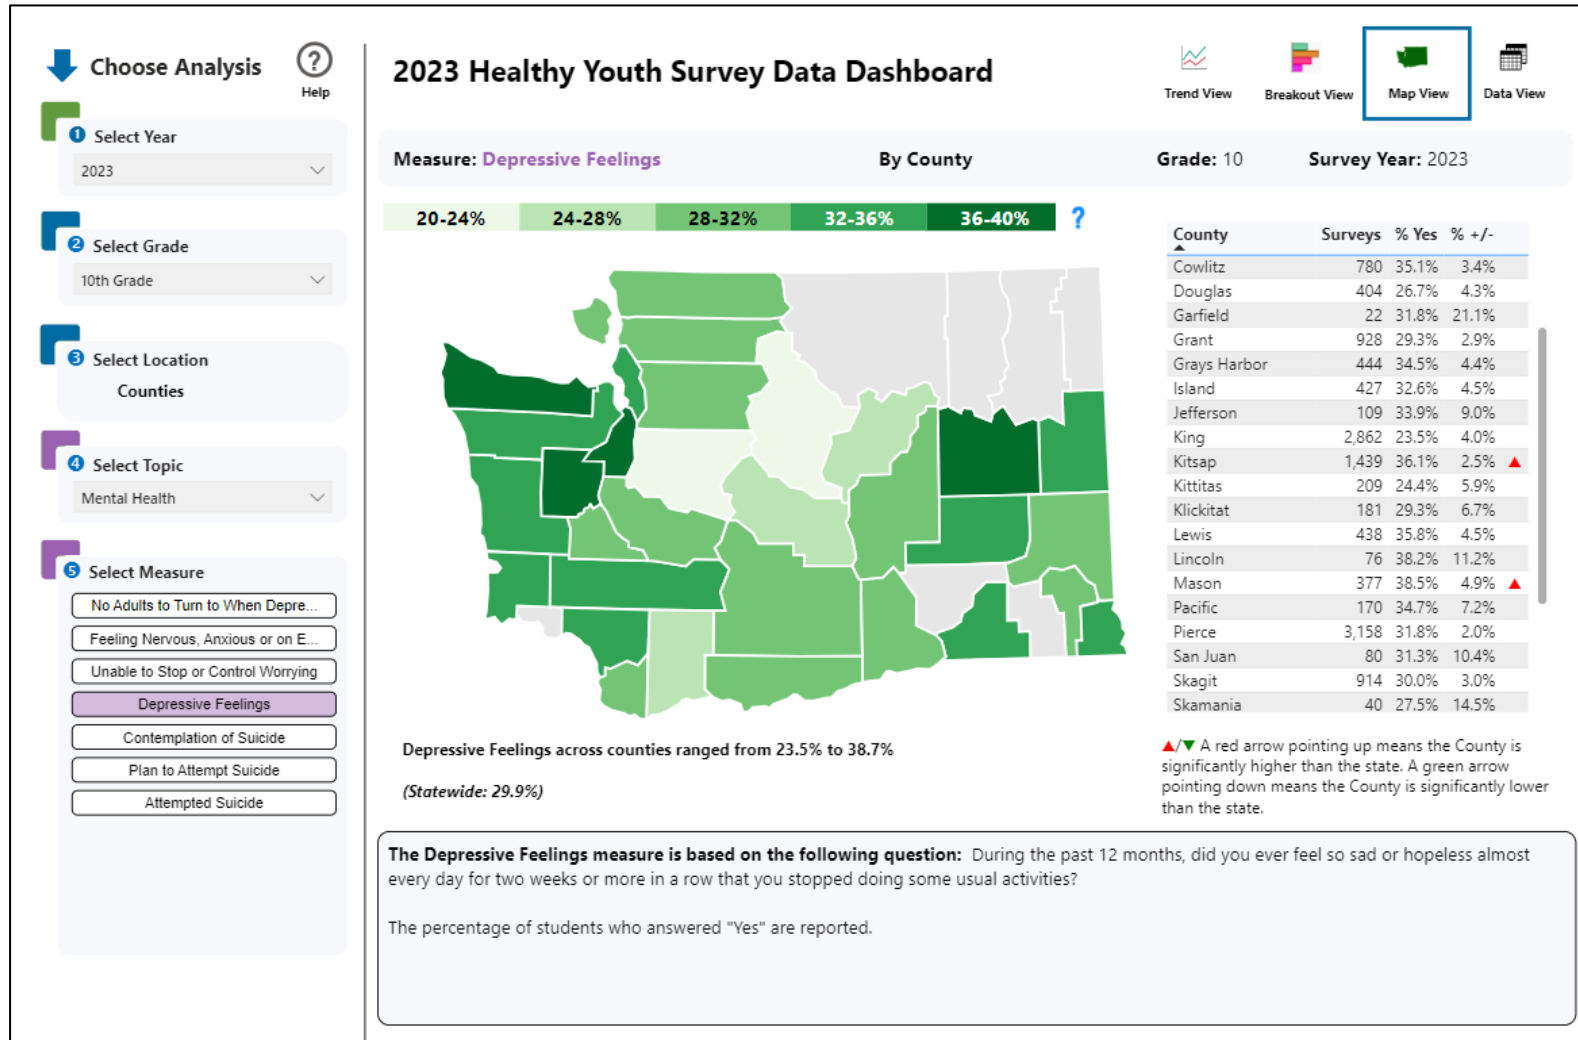 Choose Analysis
Help
1 Select Year
2023
2 Select Grade
10th Grade
3 Select Location
Counties
4 Select Topic
Mental Health
5 Select Measure
No Adults to Turn to When Depre...
Feeling Nervous, Anxious or on E...
Unable to Stop or Control Worrying
Depressive Feelings
Contemplation of Suicide
Plan to Attempt Suicide
Attempted Suicide
2023 Healthy Youth Survey Data Dashboard
Trend View
Breakout View
Map View
Data View
Measure: Depressive Feelings By County Grade: 10 Survey Year: 2023
20-24% 24-28% 28-32% 32-36% 36-40% ?
County Surveys % Yes % +/-
Cowlitz 780 35.1% 3.4%
Douglas 404 26.7% 4.3%
Garfield 22 31.8% 21.1%
Grant 928 29.3% 2.9%
Grays Harbor 444 34.5% 4.4%
Island 427 32.6% 4.5%
Jefferson 109 33.9% 9.0%
King 2,862 23.5% 4.0%
Kitsap 1,439 36.1% 2.5% ▲
Kittitas 209 24.4% 5.9%
Klickitat 181 29.3% 6.7%
Lewis 438 35.8% 4.5%
Lincoln 76 38.2% 11.2%
Mason 377 38.5% 4.9% ▲
Pacific 170 34.7% 7.2%
Pierce 3,158 31.8% 2.0%
San Juan 80 31.3% 10.4%
Skagit 914 30.0% 3.0%
Skamania 40 27.5% 14.5%
Depressive Feelings across counties ranged from 23.5% to 38.7%
(Statewide: 29.9%)
▲/▼ A red arrow pointing up means the County is
significantly higher than the state. A green arrow
pointing down means the County is significantly lower
than the state.
The Depressive Feelings measure is based on the following question: During the past 12 months, did you ever feel so sad or hopeless almost
every day for two weeks or more in a row that you stopped doing some usual activities?
The percentage of students who answered "Yes" are reported.